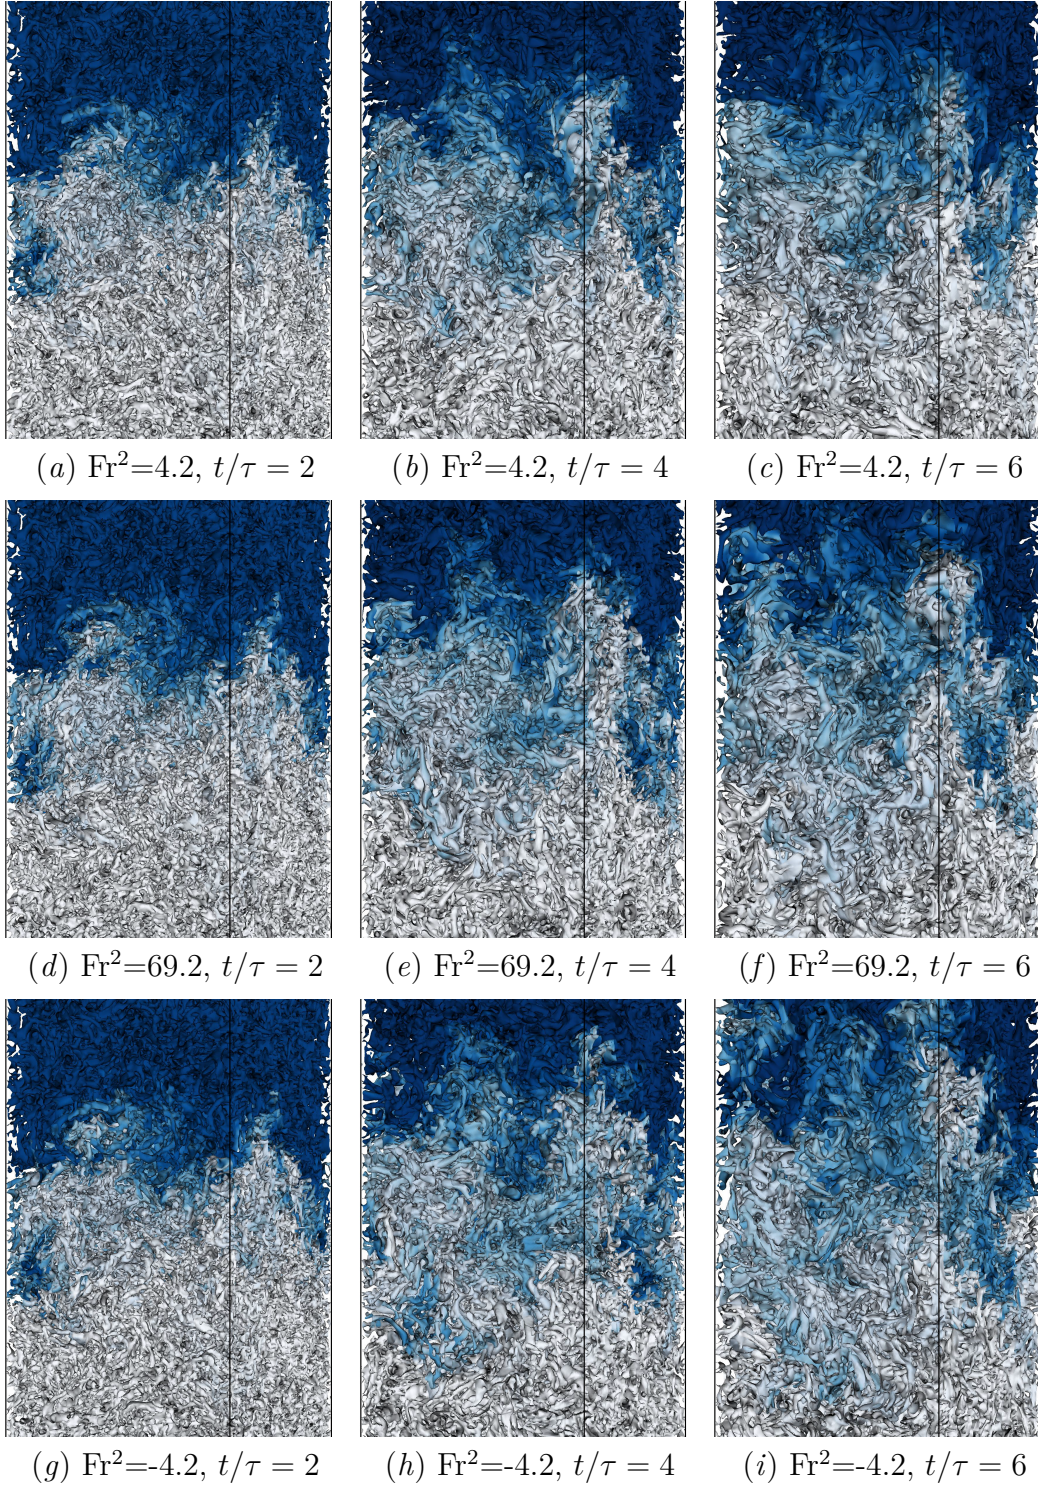 (a) Fr²=4.2, t/τ = 2
(b) Fr²=4.2, t/τ = 4
(c) Fr²=4.2, t/τ = 6
(d) Fr²=69.2, t/τ = 2
(e) Fr²=69.2, t/τ = 4
(f) Fr²=69.2, t/τ = 6
(g) Fr²=-4.2, t/τ = 2
(h) Fr²=-4.2, t/τ = 4
(i) Fr²=-4.2, t/τ = 6